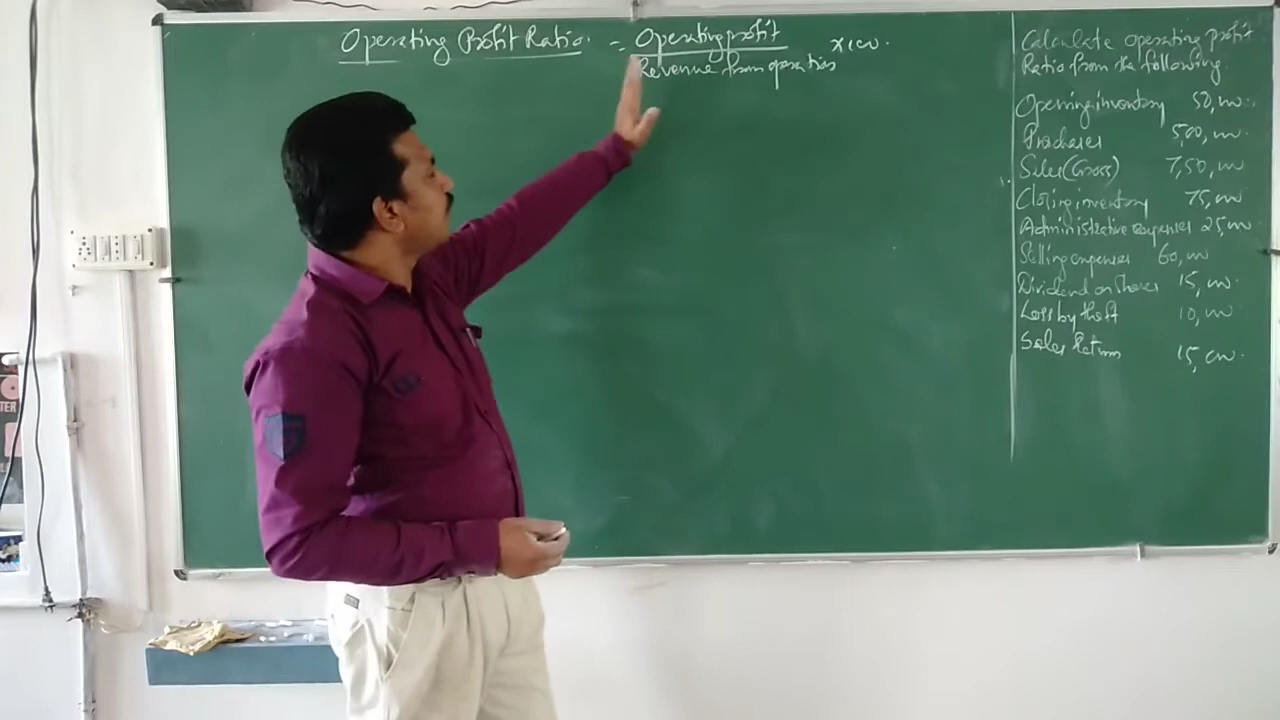 Operating Profit Ratio = Operating profit x100.
Revenue from operations
Calculate operating profit
Ratio from the following.
Opening inventory 50,000.
Purchases 5,00,000
Sales (Gross) 7,50,000
Closing inventory 75,000
Administrative expenses 25,000
Selling expenses 60,000
Dividend on shares 15,000.
Loss by theft 10,000
Sales Return 15,000.
TER